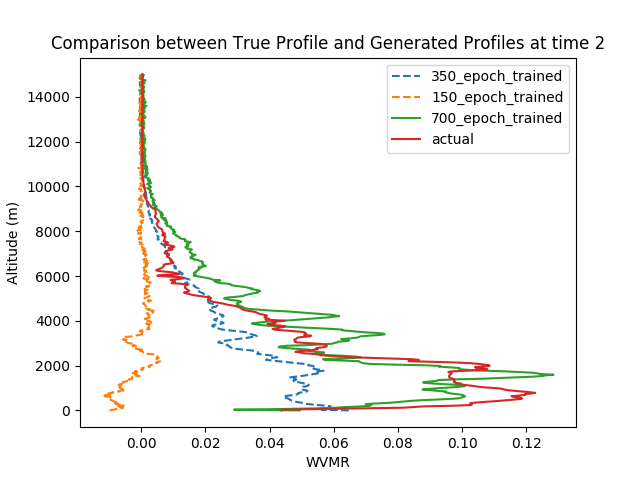 Comparison between True Profile and Generated Profiles at time 2
350_epoch_trained
150_epoch_trained
700_epoch_trained
actual
Altitude (m)
14000
12000
10000
8000
6000
4000
2000
0
0.00 0.02 0.04 0.06 0.08 0.10 0.12
WVMR